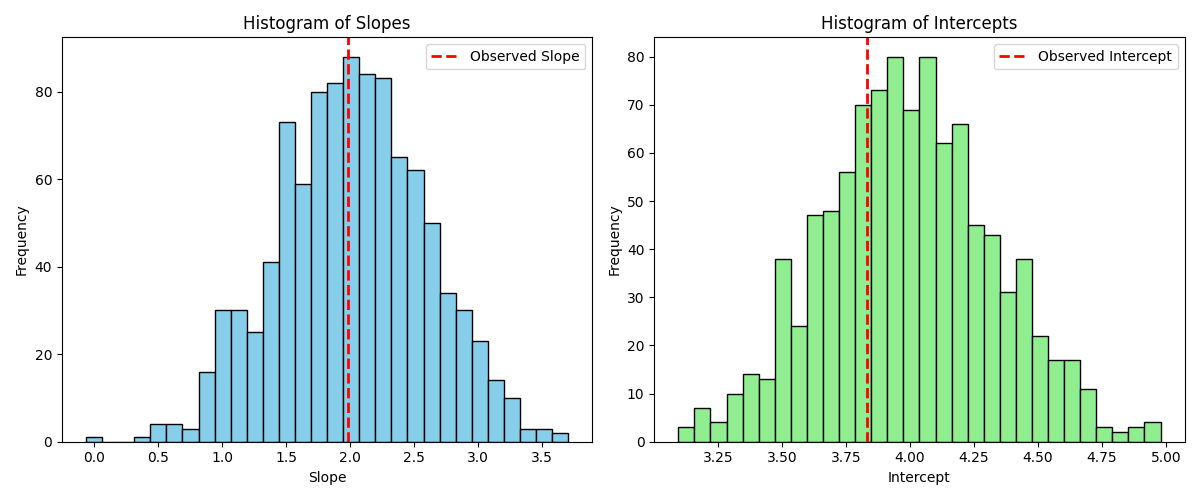 Histogram of Slopes
Observed Slope
Frequency
80
60
40
20
0
0.0 0.5 1.0 1.5 2.0 2.5 3.0 3.5
Slope
Histogram of Intercepts
Observed Intercept
Frequency
80
70
60
50
40
30
20
10
0
3.25 3.50 3.75 4.00 4.25 4.50 4.75 5.00
Intercept